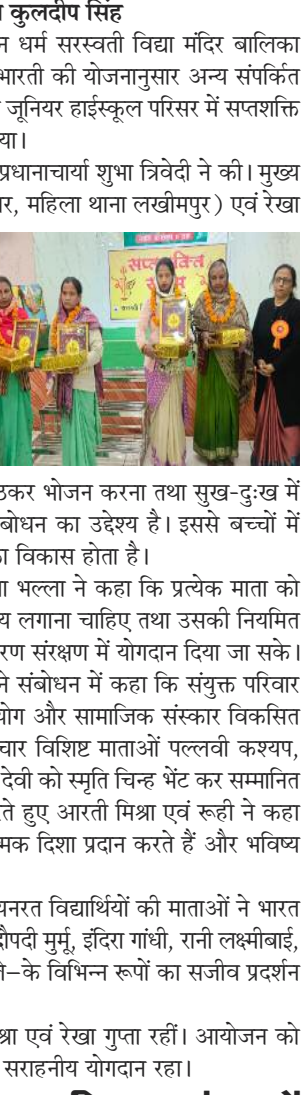 कुलदीप सिंह
न धर्म सरस्वती विद्या मंदिर बालिका
भारती की योजनानुसार अन्य संपर्कित
जूनियर हाईस्कूल परिसर में सप्तशक्ति
या।
प्रधानाचार्या शुभा त्रिवेदी ने की। मुख्य
र, महिला थाना लखीमपुर) एवं रेखा
सप्तशक्ति
ठकर भोजन करना तथा सुख-दुःख में
बोधन का उद्देश्य है। इससे बच्चों में
विकास होता है।
भल्ला ने कहा कि प्रत्येक माता को
य लगाना चाहिए तथा उसकी नियमित
रण संरक्षण में योगदान दिया जा सके।
ने संबोधन में कहा कि संयुक्त परिवार
योग और सामाजिक संस्कार विकसित
चार विशिष्ट माताओं पल्लवी कश्यप,
देवी को स्मृति चिन्ह भेंट कर सम्मानित
ते हुए आरती मिश्रा एवं रूही ने कहा
मक दिशा प्रदान करते हैं और भविष्य
यनरत विद्यार्थियों की माताओं ने भारत
दौपदी मुर्मू, इंदिरा गांधी, रानी लक्ष्मीबाई,
ते–के विभिन्न रूपों का सजीव प्रदर्शन
श्रा एवं रेखा गुप्ता रहीं। आयोजन को
सराहनीय योगदान रहा।